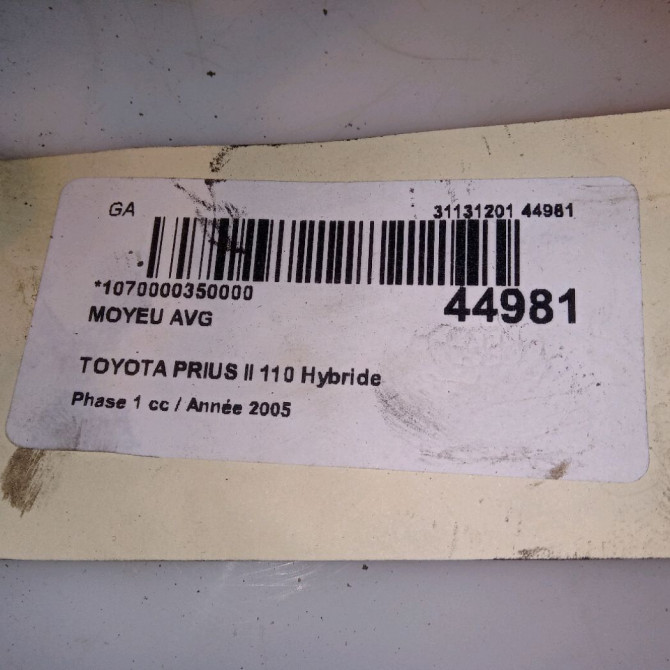 GA 31131201 44981
*1070000350000 44981
MOYEU AVG
TOYOTA PRIUS II 110 Hybride
Phase 1 cc / Année 2005